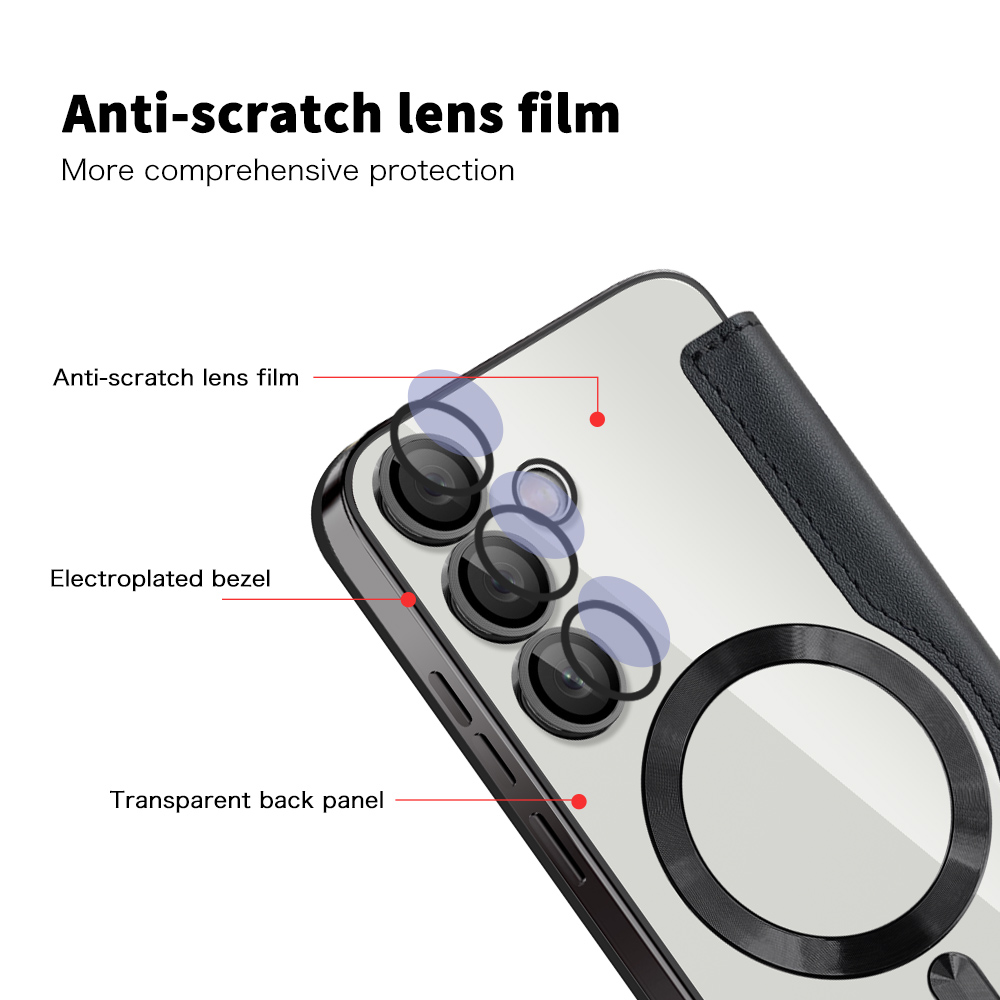 Anti-scratch lens film
More comprehensive protection
Anti-scratch lens film
Electroplated bezel
Transparent back panel